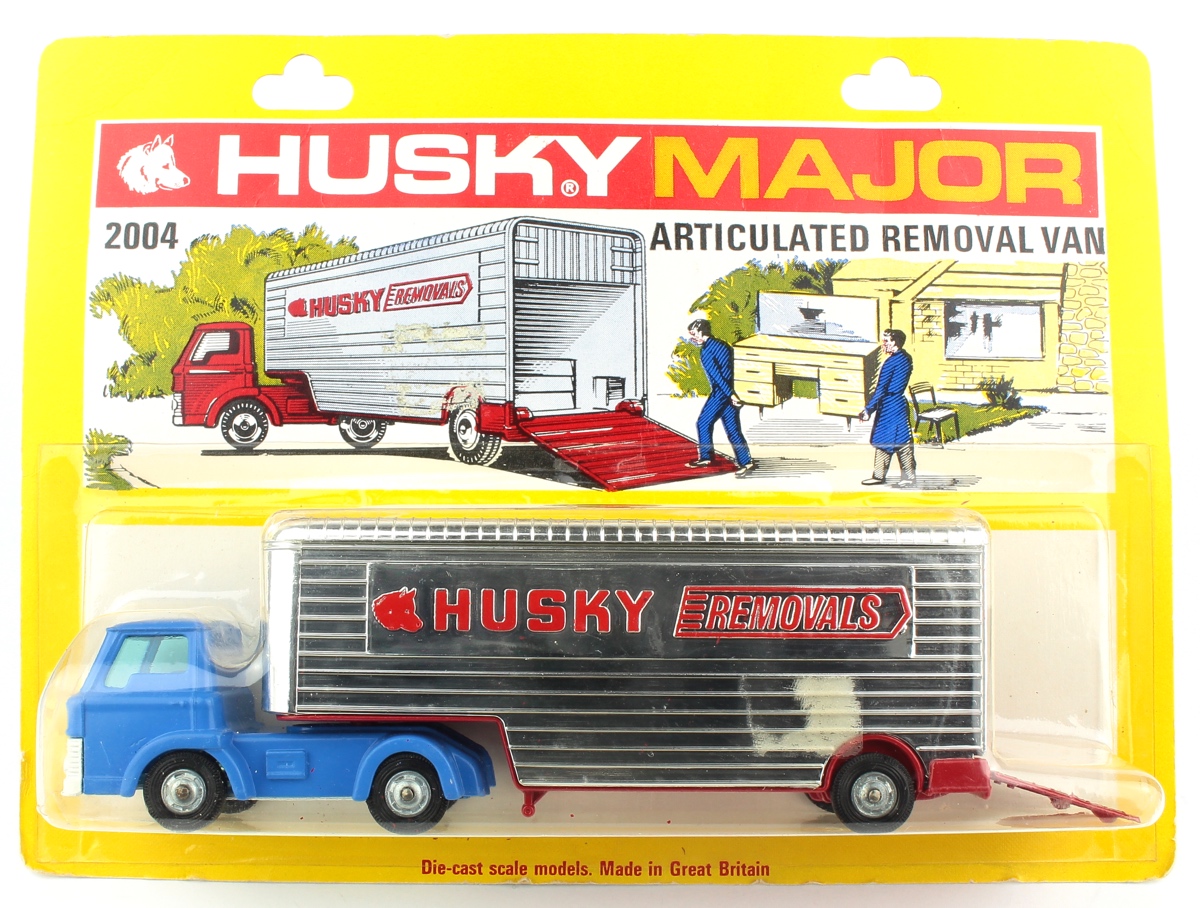 HUSKY® MAJOR
2004 ARTICULATED REMOVAL VAN
HUSKY REMOVALS
HUSKY REMOVALS
Die-cast scale models. Made in Great Britain